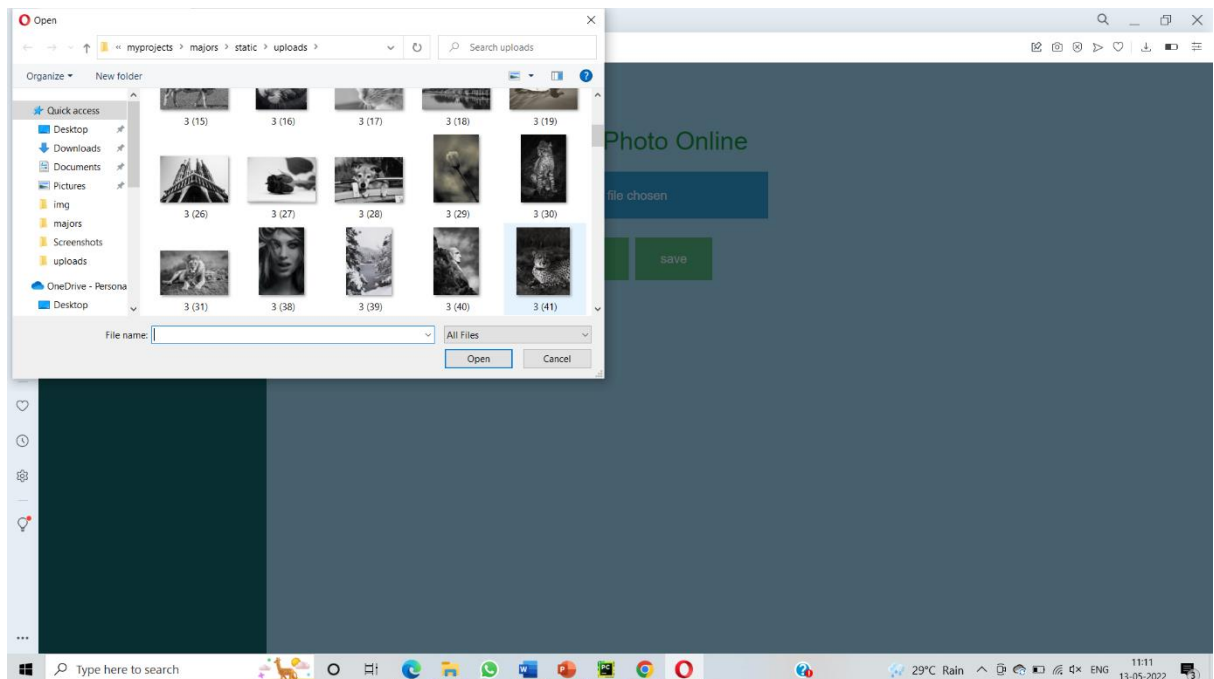 Open
« myprojects > majors > static > uploads >
Search uploads
Organize
New folder
Quick access
Desktop
Downloads
Documents
Pictures
img
majors
Screenshots
uploads
OneDrive - Persona
Desktop
3 (15)
3 (16)
3 (17)
3 (18)
3 (19)
3 (26)
3 (27)
3 (28)
3 (29)
3 (30)
3 (31)
3 (38)
3 (39)
3 (40)
3 (41)
File name:
All Files
Open
Cancel
Photo Online
file chosen
save
Type here to search
29°C Rain
ENG
11:11
13-05-2022